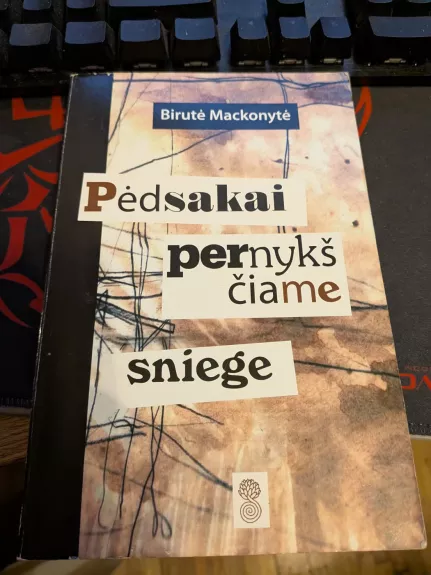 Birutė Mackonytė
Pėdsakai
pernykš
čiame
sniege